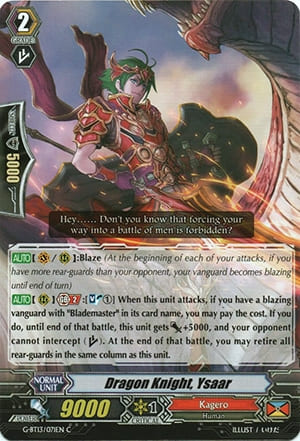 2
GRADE
5000
Hey...... Don't you know that forcing your
way into a battle of men is forbidden?
AUTO [ ]:Blaze (At the beginning of each of your attacks, if you
have more rear-guards than your opponent, your vanguard becomes blazing
until end of turn)
AUTO GB 2 : 1 When this unit attacks, if you have a blazing
vanguard with "Blademaster" in its card name, you may pay the cost. If you
do, until end of that battle, this unit gets +5000, and your opponent
cannot intercept ( ). At the end of that battle, you may retire all
rear-guards in the same column as this unit.
NORMAL
UNIT
Dragon Knight, Ysaar
POWER
9000
1
Kagero
Human
G-BT13/071EN C
ILLUST